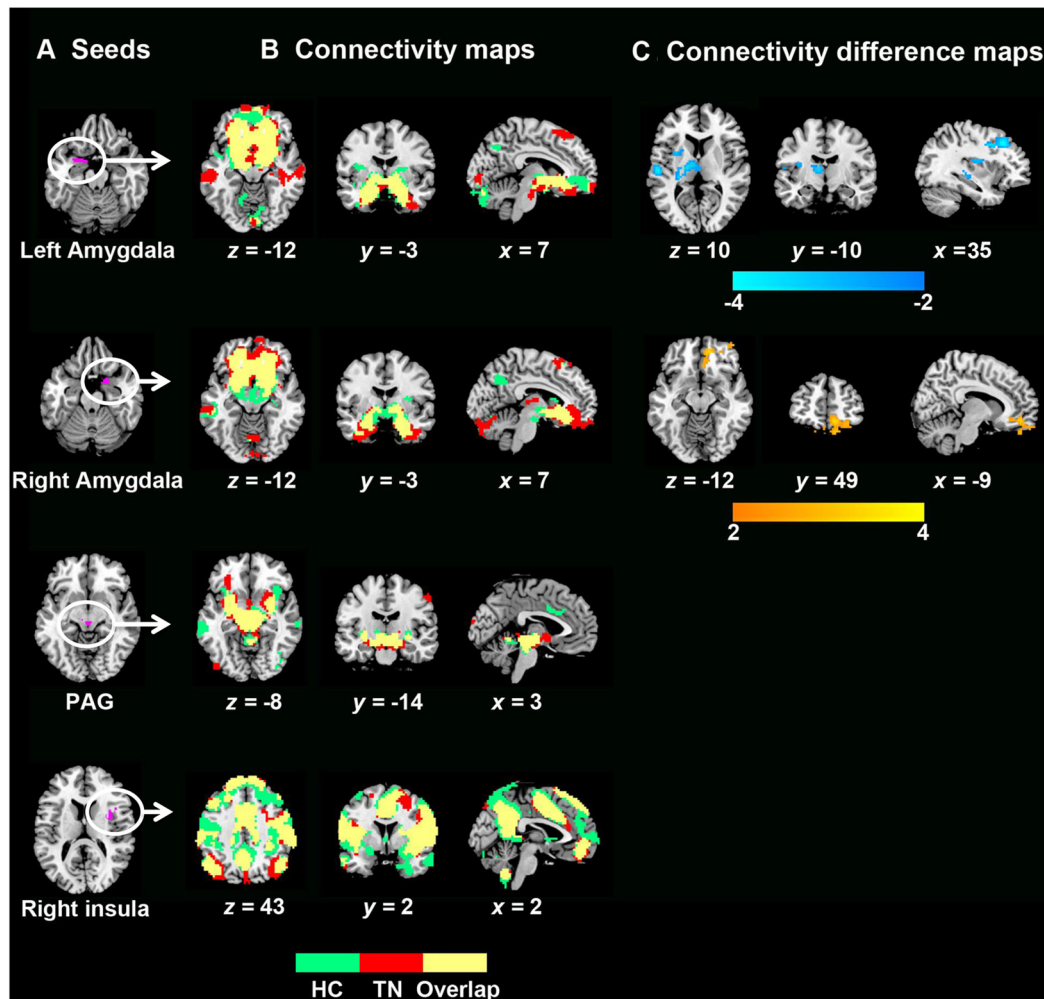 A Seeds B Connectivity maps C Connectivity difference maps
Left Amygdala z = -12 y = -3 x = 7 z = 10 y = -10 x =35
-4 -2
Right Amygdala z = -12 y = -3 x = 7 z = -12 y = 49 x = -9
2 4
PAG z = -8 y = -14 x = 3
Right insula z = 43 y = 2 x = 2
HC TN Overlap